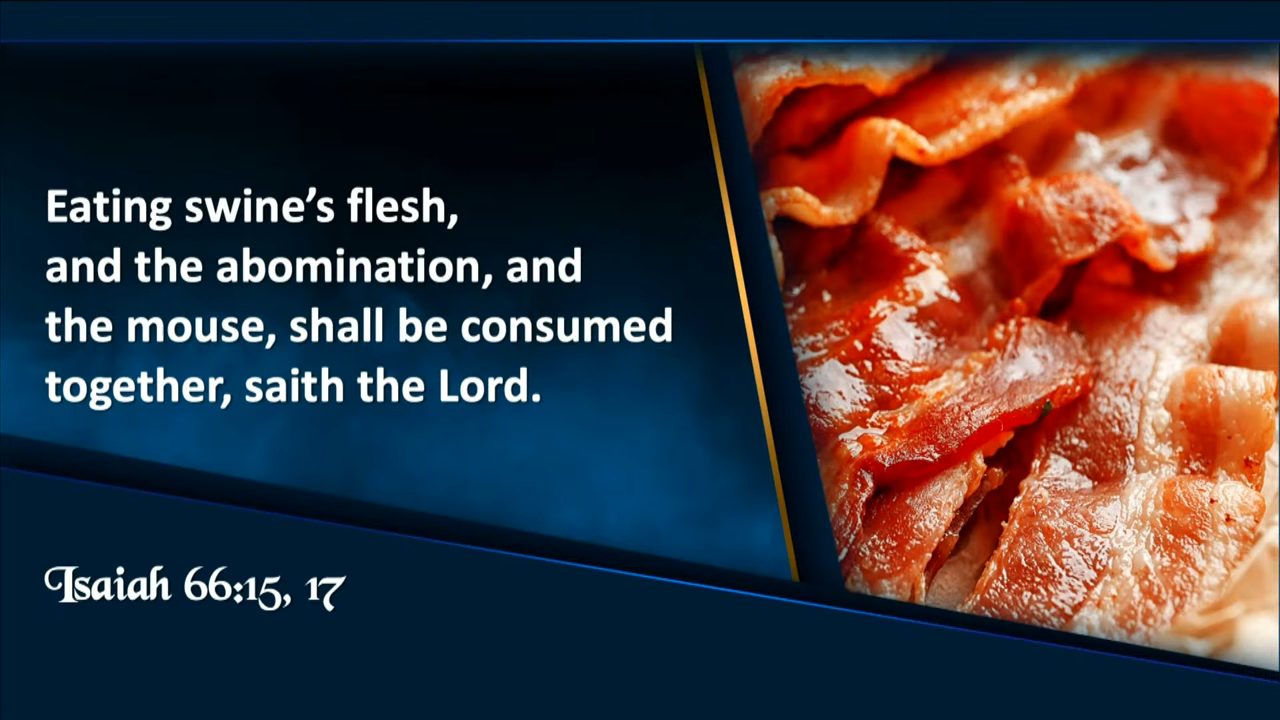 Eating swine’s flesh,
and the abomination, and
the mouse, shall be consumed
together, saith the Lord.
Isaiah 66:15, 17